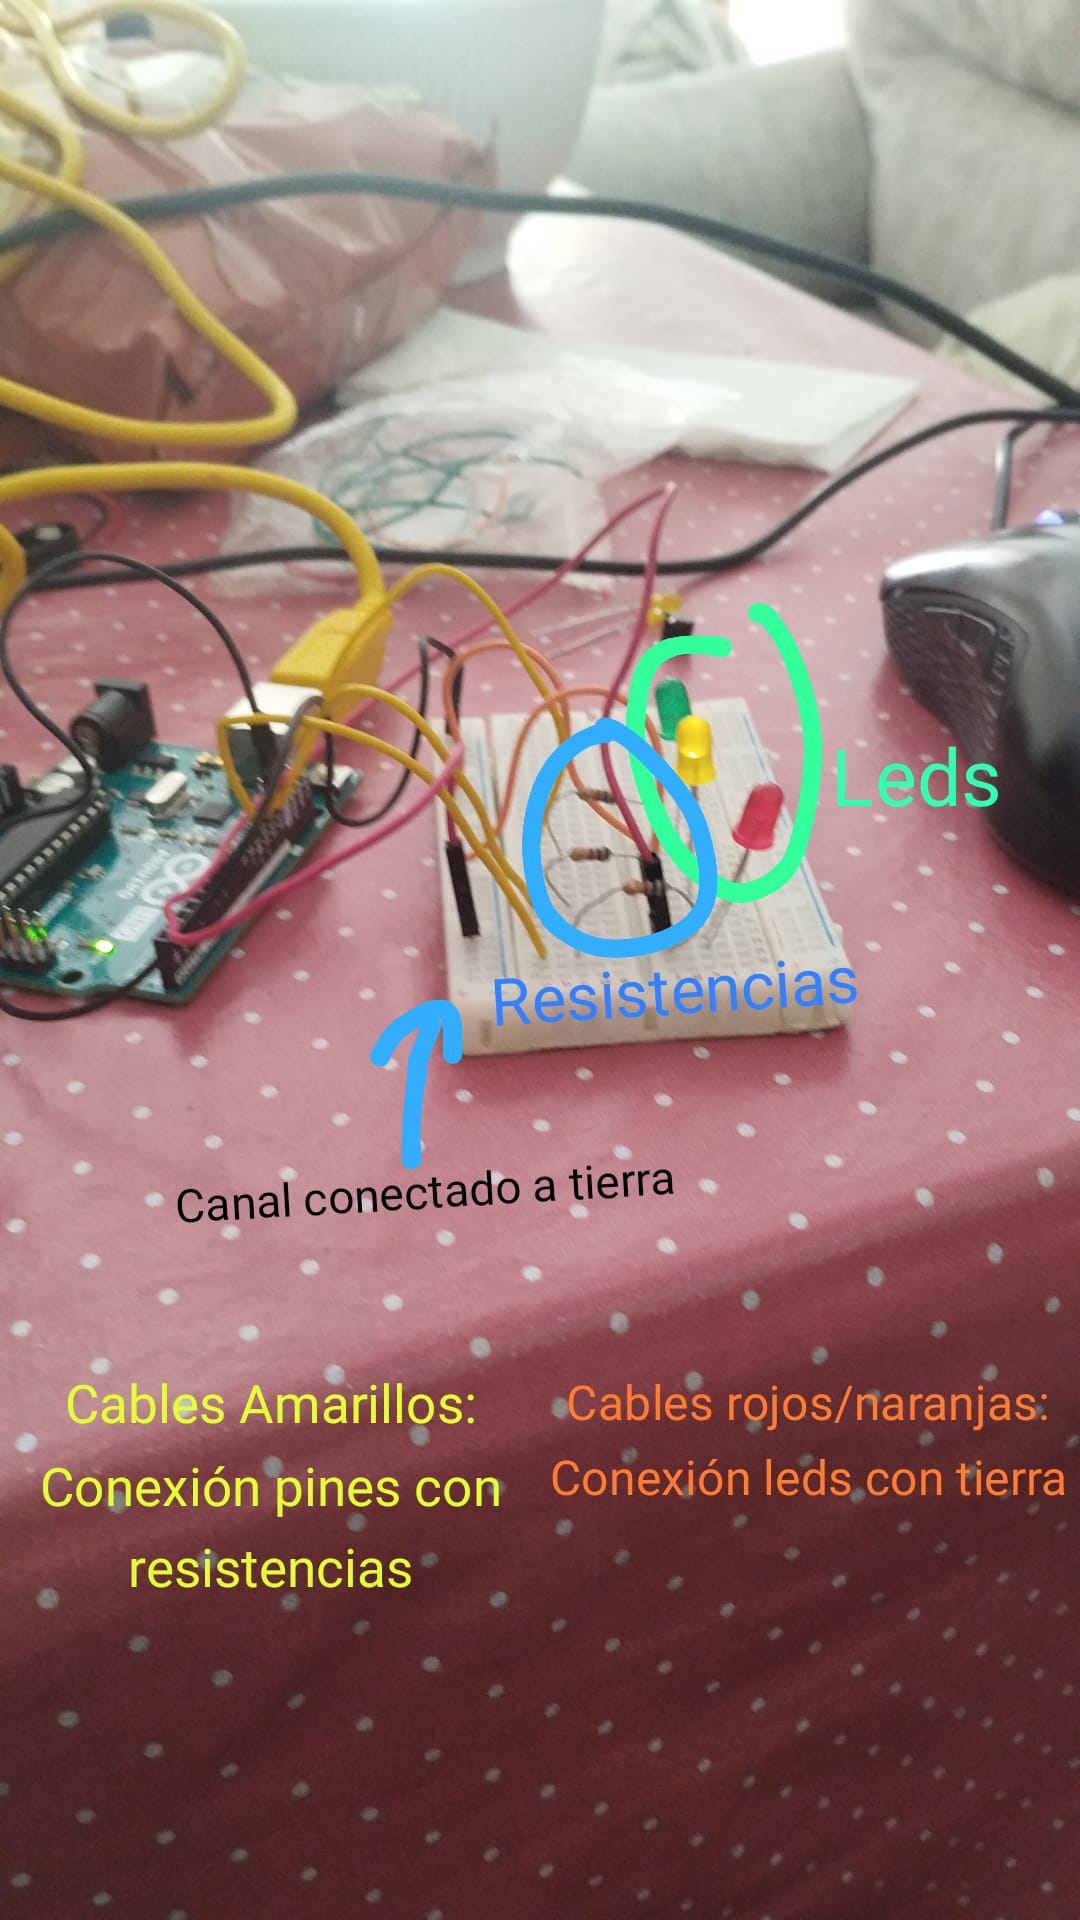 Leds
Resistencias
Canal conectado a tierra
Cables Amarillos:
Conexión pines con
resistencias
Cables rojos/naranjas:
Conexión leds con tierra